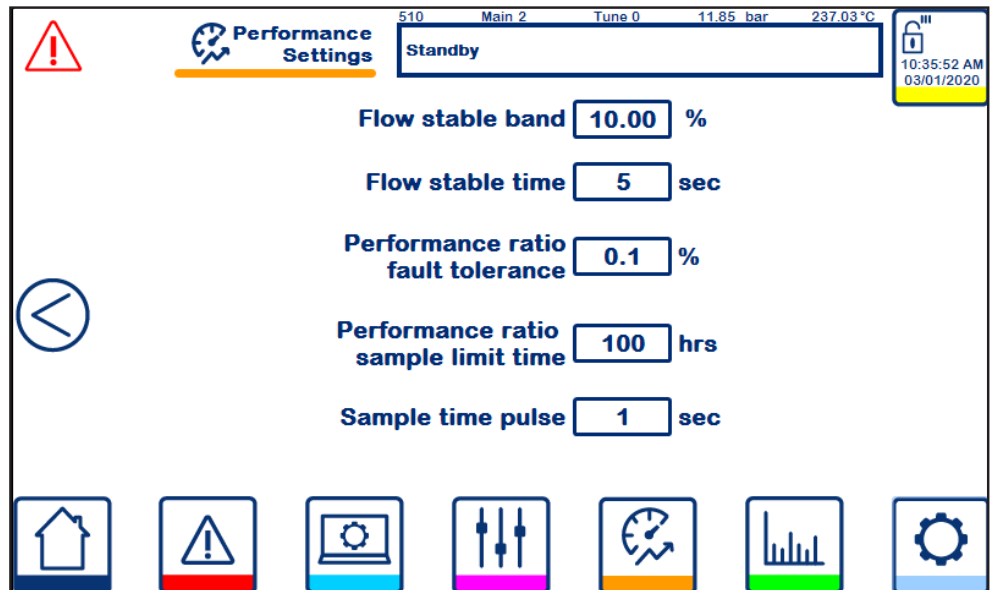 510 Main 2 Tune 0 11.85 bar 237.03 °C
Performance
Settings
Standby
10:35:52 AM
03/01/2020
Flow stable band 10.00 %
Flow stable time 5 sec
Performance ratio
fault tolerance 0.1 %
Performance ratio
sample limit time 100 hrs
Sample time pulse 1 sec